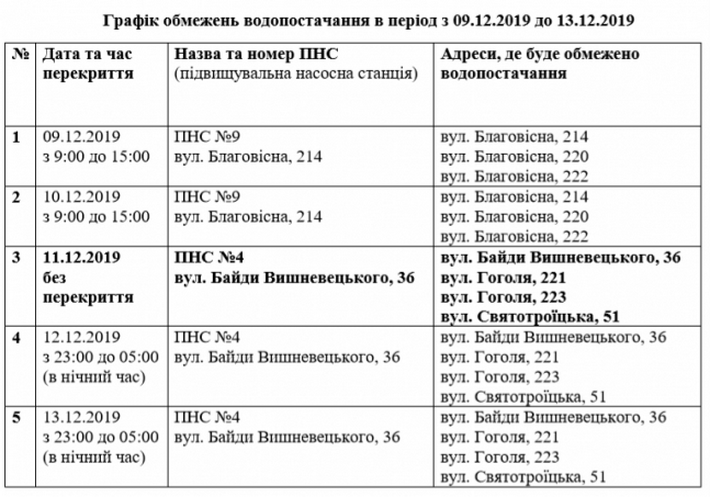 Графік обмежень водопостачання в період з 09.12.2019 до 13.12.2019
№ Дата та час перекриття Назва та номер ПНС (підвищувальна насосна станція) Адреси, де буде обмежено водопостачання
1 09.12.2019 ПНС №9 вул. Благовісна, 214
з 9:00 до 15:00 вул. Благовісна, 214 вул. Благовісна, 220
вул. Благовісна, 222
2 10.12.2019 ПНС №9 вул. Благовісна, 214
з 9:00 до 15:00 вул. Благовісна, 214 вул. Благовісна, 220
вул. Благовісна, 222
3 11.12.2019 ПНС №4 вул. Байди Вишневецького, 36
без вул. Байди Вишневецького, 36 вул. Гоголя, 221
перекриття вул. Гоголя, 223
вул. Святотроїцька, 51
4 12.12.2019 ПНС №4 вул. Байди Вишневецького, 36
з 23:00 до 05:00 вул. Байди Вишневецького, 36 вул. Гоголя, 221
(в нічний час) вул. Гоголя, 223
вул. Святотроїцька, 51
5 13.12.2019 ПНС №4 вул. Байди Вишневецького, 36
з 23:00 до 05:00 вул. Байди Вишневецького, 36 вул. Гоголя, 221
(в нічний час) вул. Гоголя, 223
вул. Святотроїцька, 51